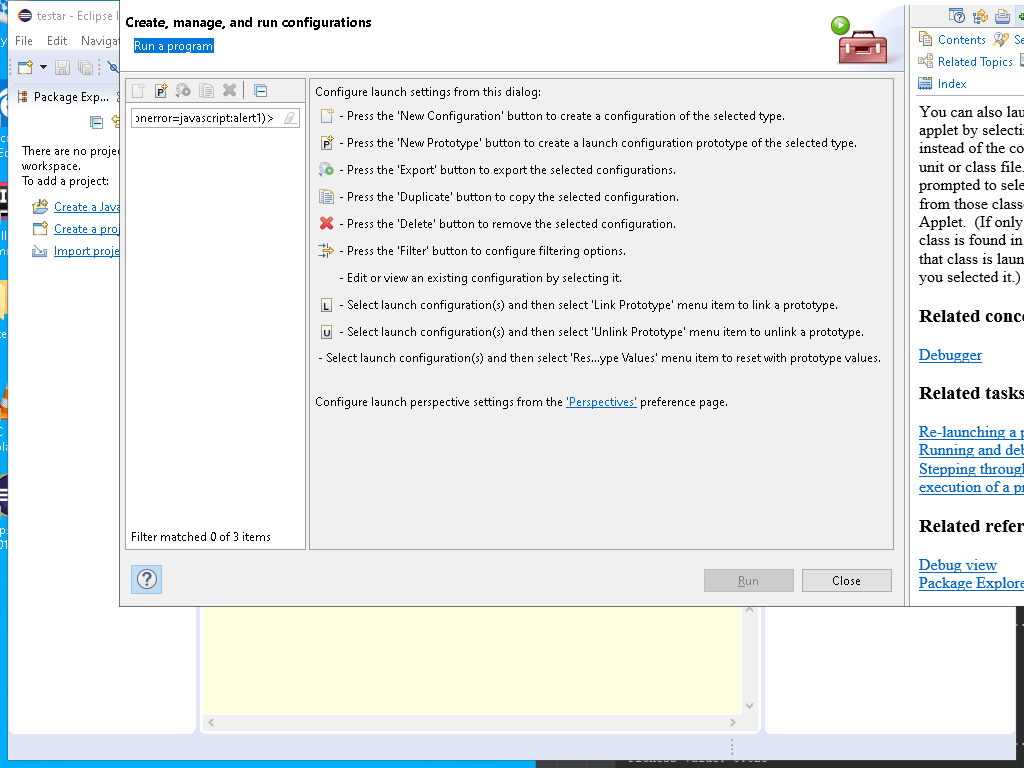 testar - Eclipse
File Edit Navigat
Package Exp...
There are no proje
workspace.
To add a project:
Create a Java
Create a proj
Import proje
Create, manage, and run configurations
Run a program
onerror=javascript:alert1)>
Filter matched 0 of 3 items
Configure launch settings from this dialog:
- Press the 'New Configuration' button to create a configuration of the selected type.
- Press the 'New Prototype' button to create a launch configuration prototype of the selected type.
- Press the 'Export' button to export the selected configurations.
- Press the 'Duplicate' button to copy the selected configuration.
- Press the 'Delete' button to remove the selected configuration.
- Press the 'Filter' button to configure filtering options.
- Edit or view an existing configuration by selecting it.
L - Select launch configuration(s) and then select 'Link Prototype' menu item to link a prototype.
U - Select launch configuration(s) and then select 'Unlink Prototype' menu item to unlink a prototype.
- Select launch configuration(s) and then select 'Res...ype Values' menu item to reset with prototype values.
Configure launch perspective settings from the 'Perspectives' preference page.
Run Close
Contents Se
Related Topics
Index
You can also lau
applet by selecti
instead of the co
unit or class file.
prompted to sele
from those classe
Applet. (If only
class is found in
that class is laun
you selected it.)
Related conce
Debugger
Related tasks
Re-launching a p
Running and deb
Stepping through
execution of a pr
Related refer
Debug view
Package Explore